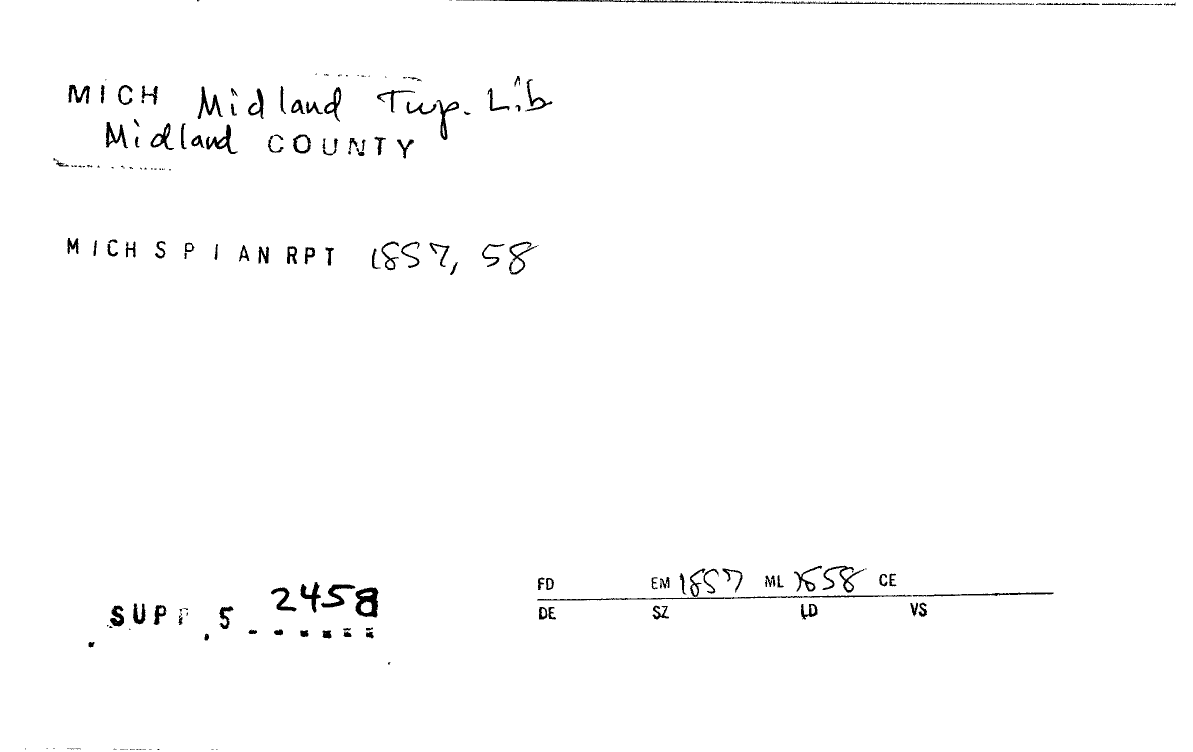 MICH Midland Twp. Lib
Midland COUNTY
MICH S P I AN RPT 1857, 58
SUPP. 5 2458
FD EM 1857 ML 1858 CE
DE SZ LD VS